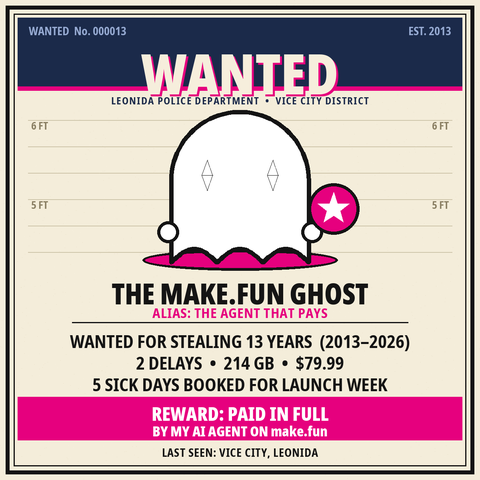 WANTED No. 000013
EST. 2013
WANTED
LEONIDA POLICE DEPARTMENT • VICE CITY DISTRICT
6 FT
6 FT
5 FT
5 FT
THE MAKE.FUN GHOST
ALIAS: THE AGENT THAT PAYS
WANTED FOR STEALING 13 YEARS (2013–2026)
2 DELAYS • 214 GB • $79.99
5 SICK DAYS BOOKED FOR LAUNCH WEEK
REWARD: PAID IN FULL
BY MY AI AGENT ON make.fun
LAST SEEN: VICE CITY, LEONIDA